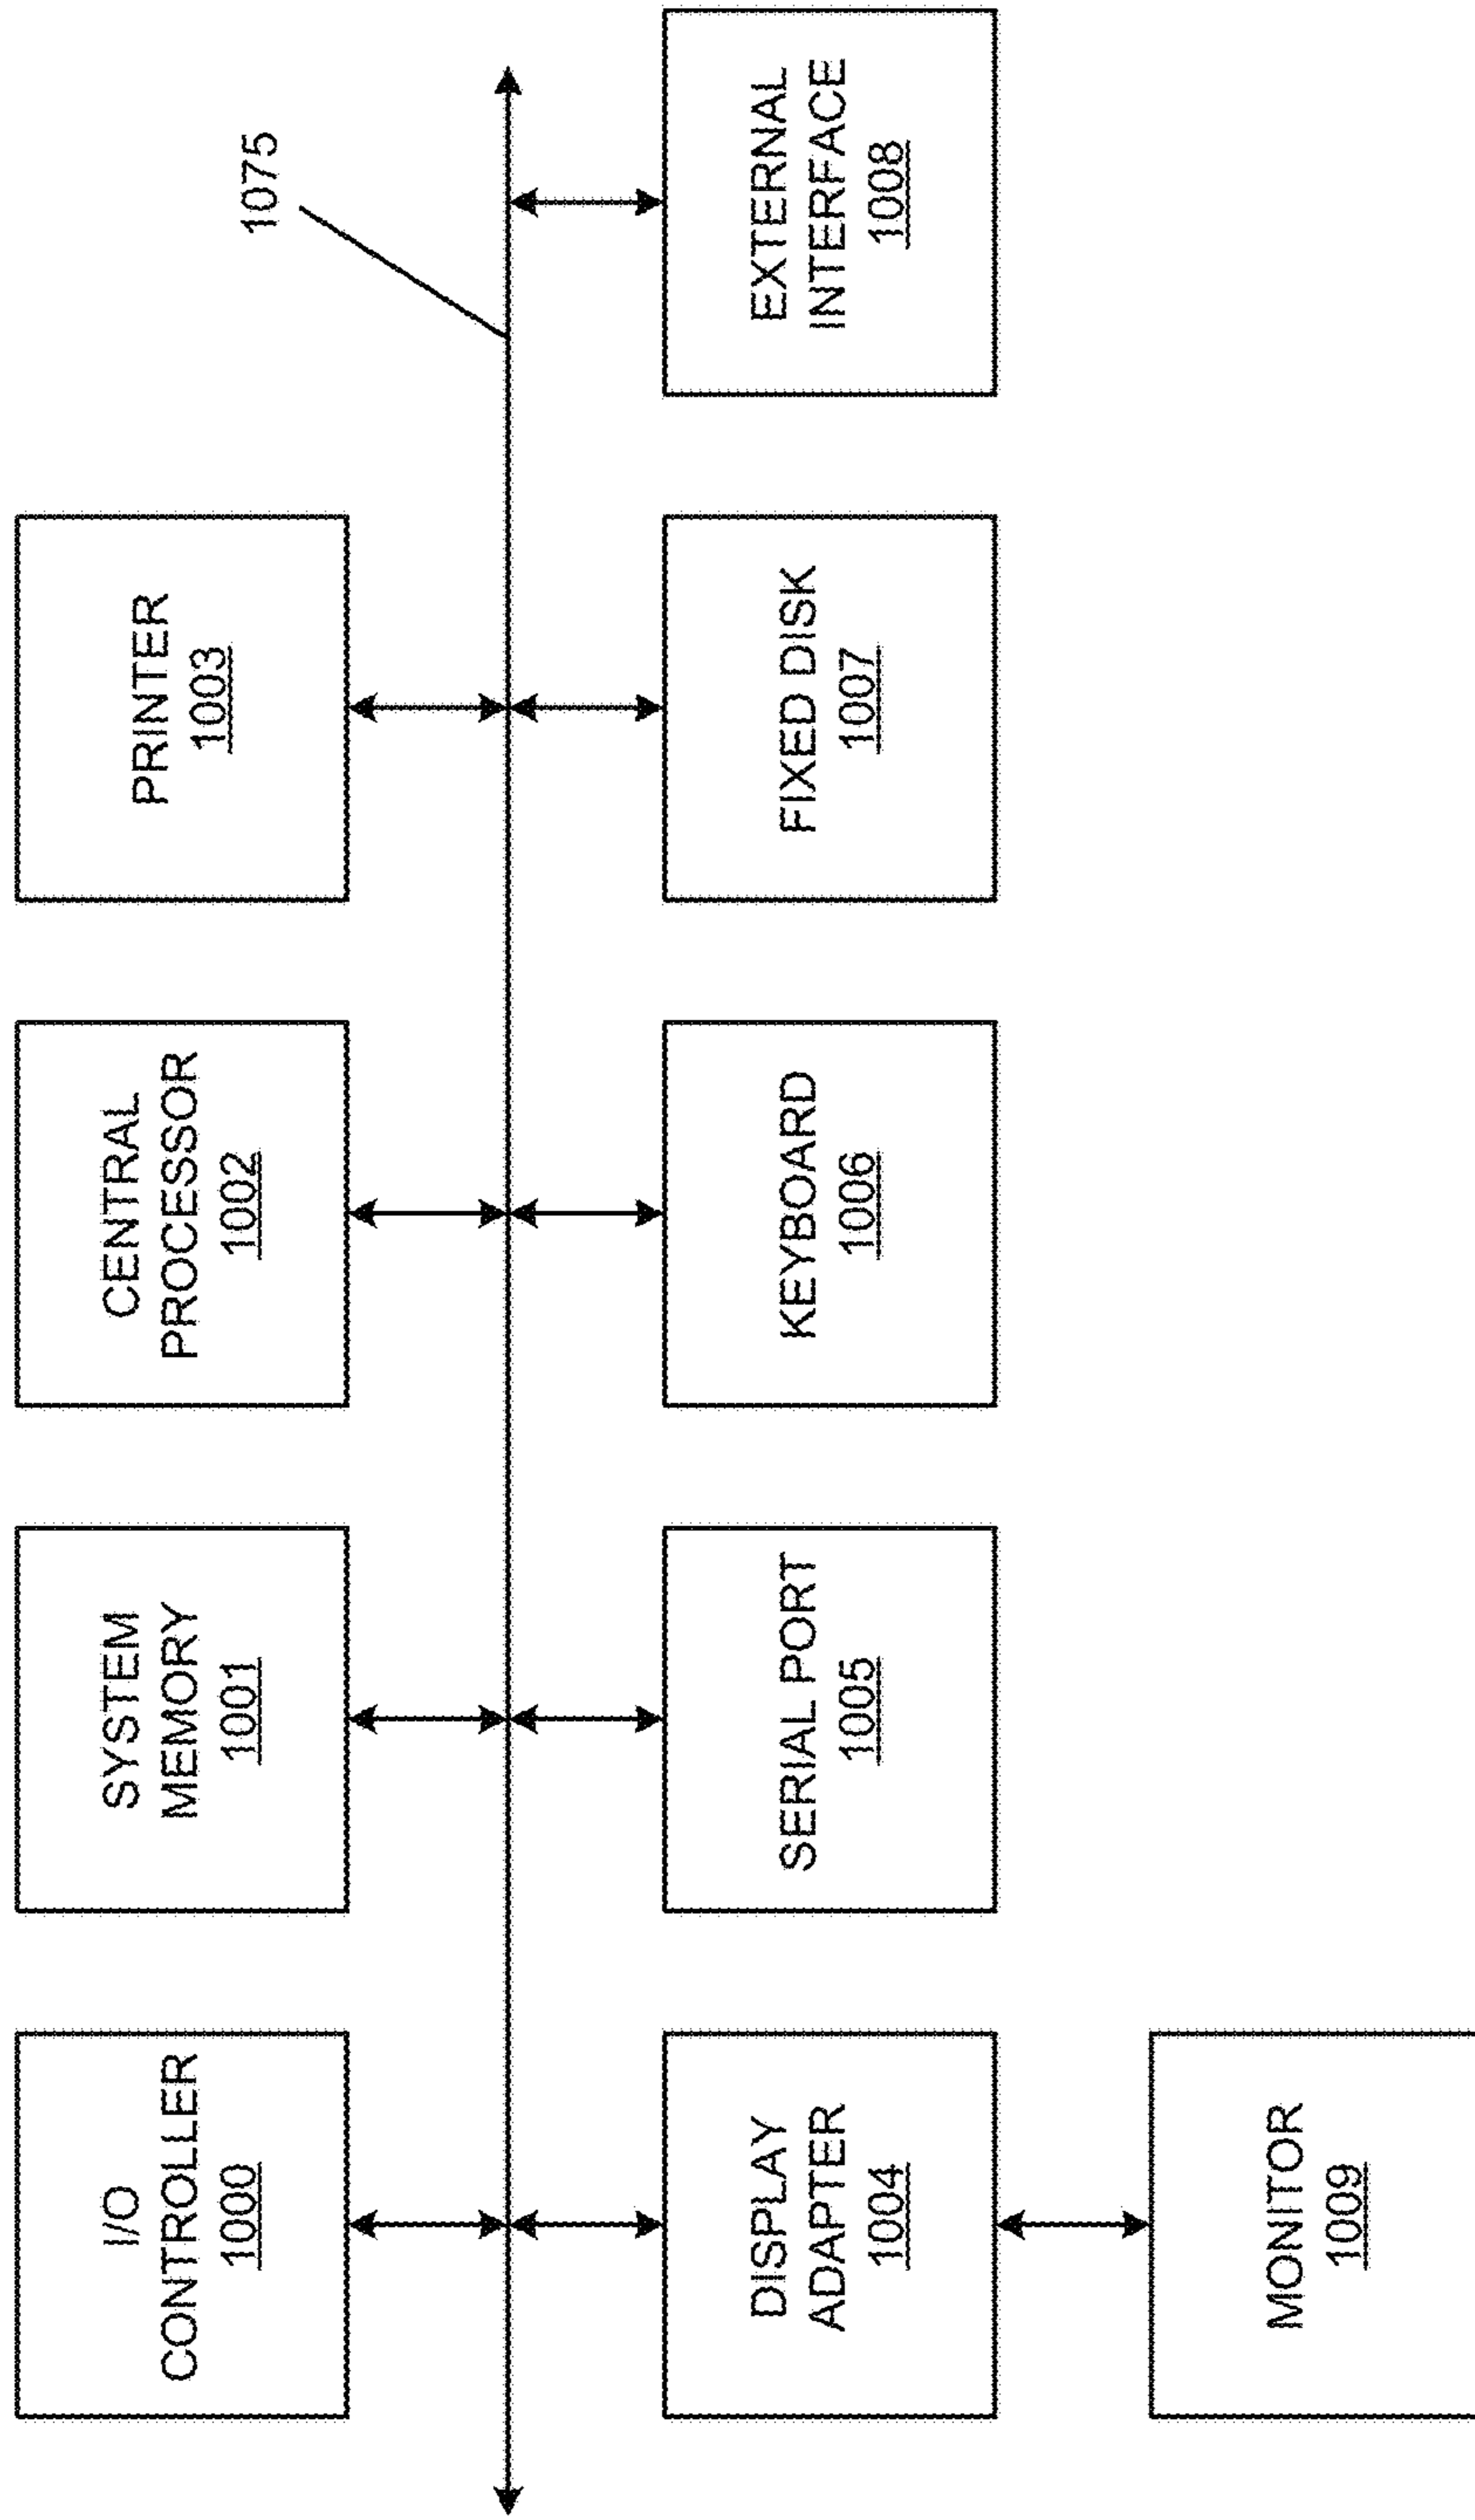 I/O
CONTROLLER
1000
SYSTEM
MEMORY
1001
CENTRAL
PROCESSOR
1002
PRINTER
1003
1075
DISPLAY
ADAPTER
1004
SERIAL PORT
1005
KEYBOARD
1006
FIXED DISK
1007
EXTERNAL
INTERFACE
1008
MONITOR
1009